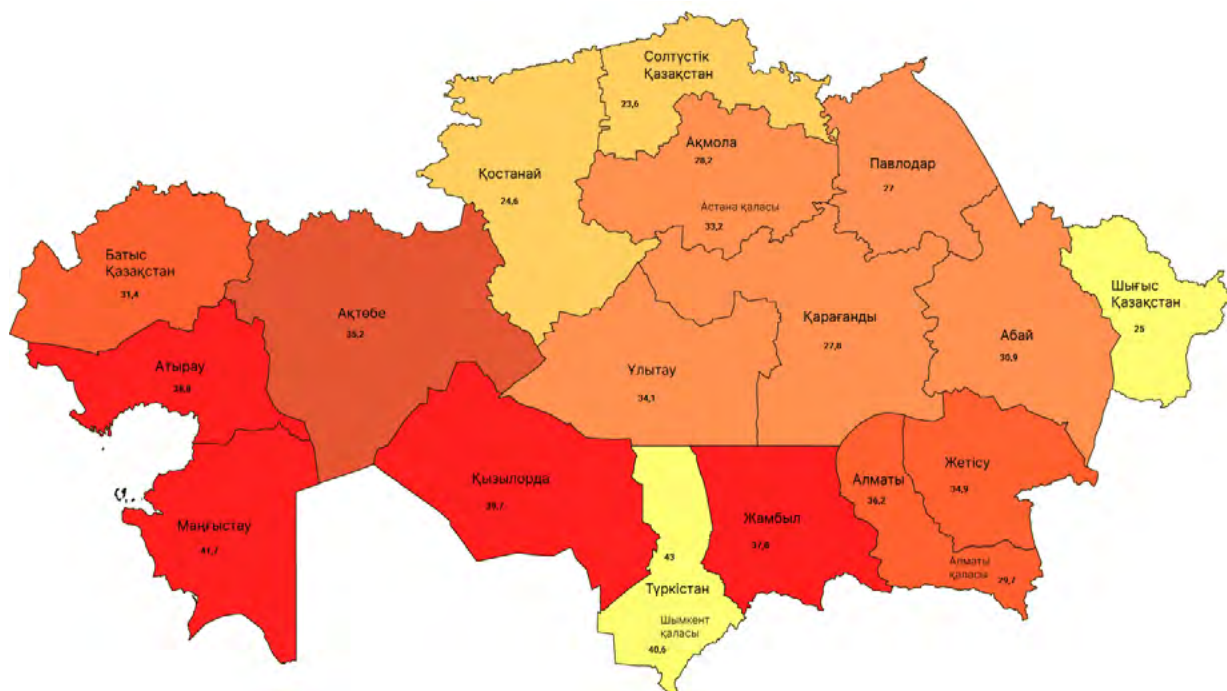 Солтүстік
Қазақстан
23,6
Ақмола
28,2
Павлодар
27
Қостанай
24,6
Астана қаласы
33,2
Батыс
Қазақстан
31,4
Шығыс
Қазақстан
25
Ақтөбе
35,2
Қарағанды
27,8
Абай
30,9
Атырау
38,8
Ұлытау
34,1
Қызылорда
39,7
Алматы
36,2
Жетісу
34,9
Маңғыстау
41,7
Жамбыл
37,8
43
Түркістан
Алматы
қаласы
29,7
Шымкент
қаласы
40,6